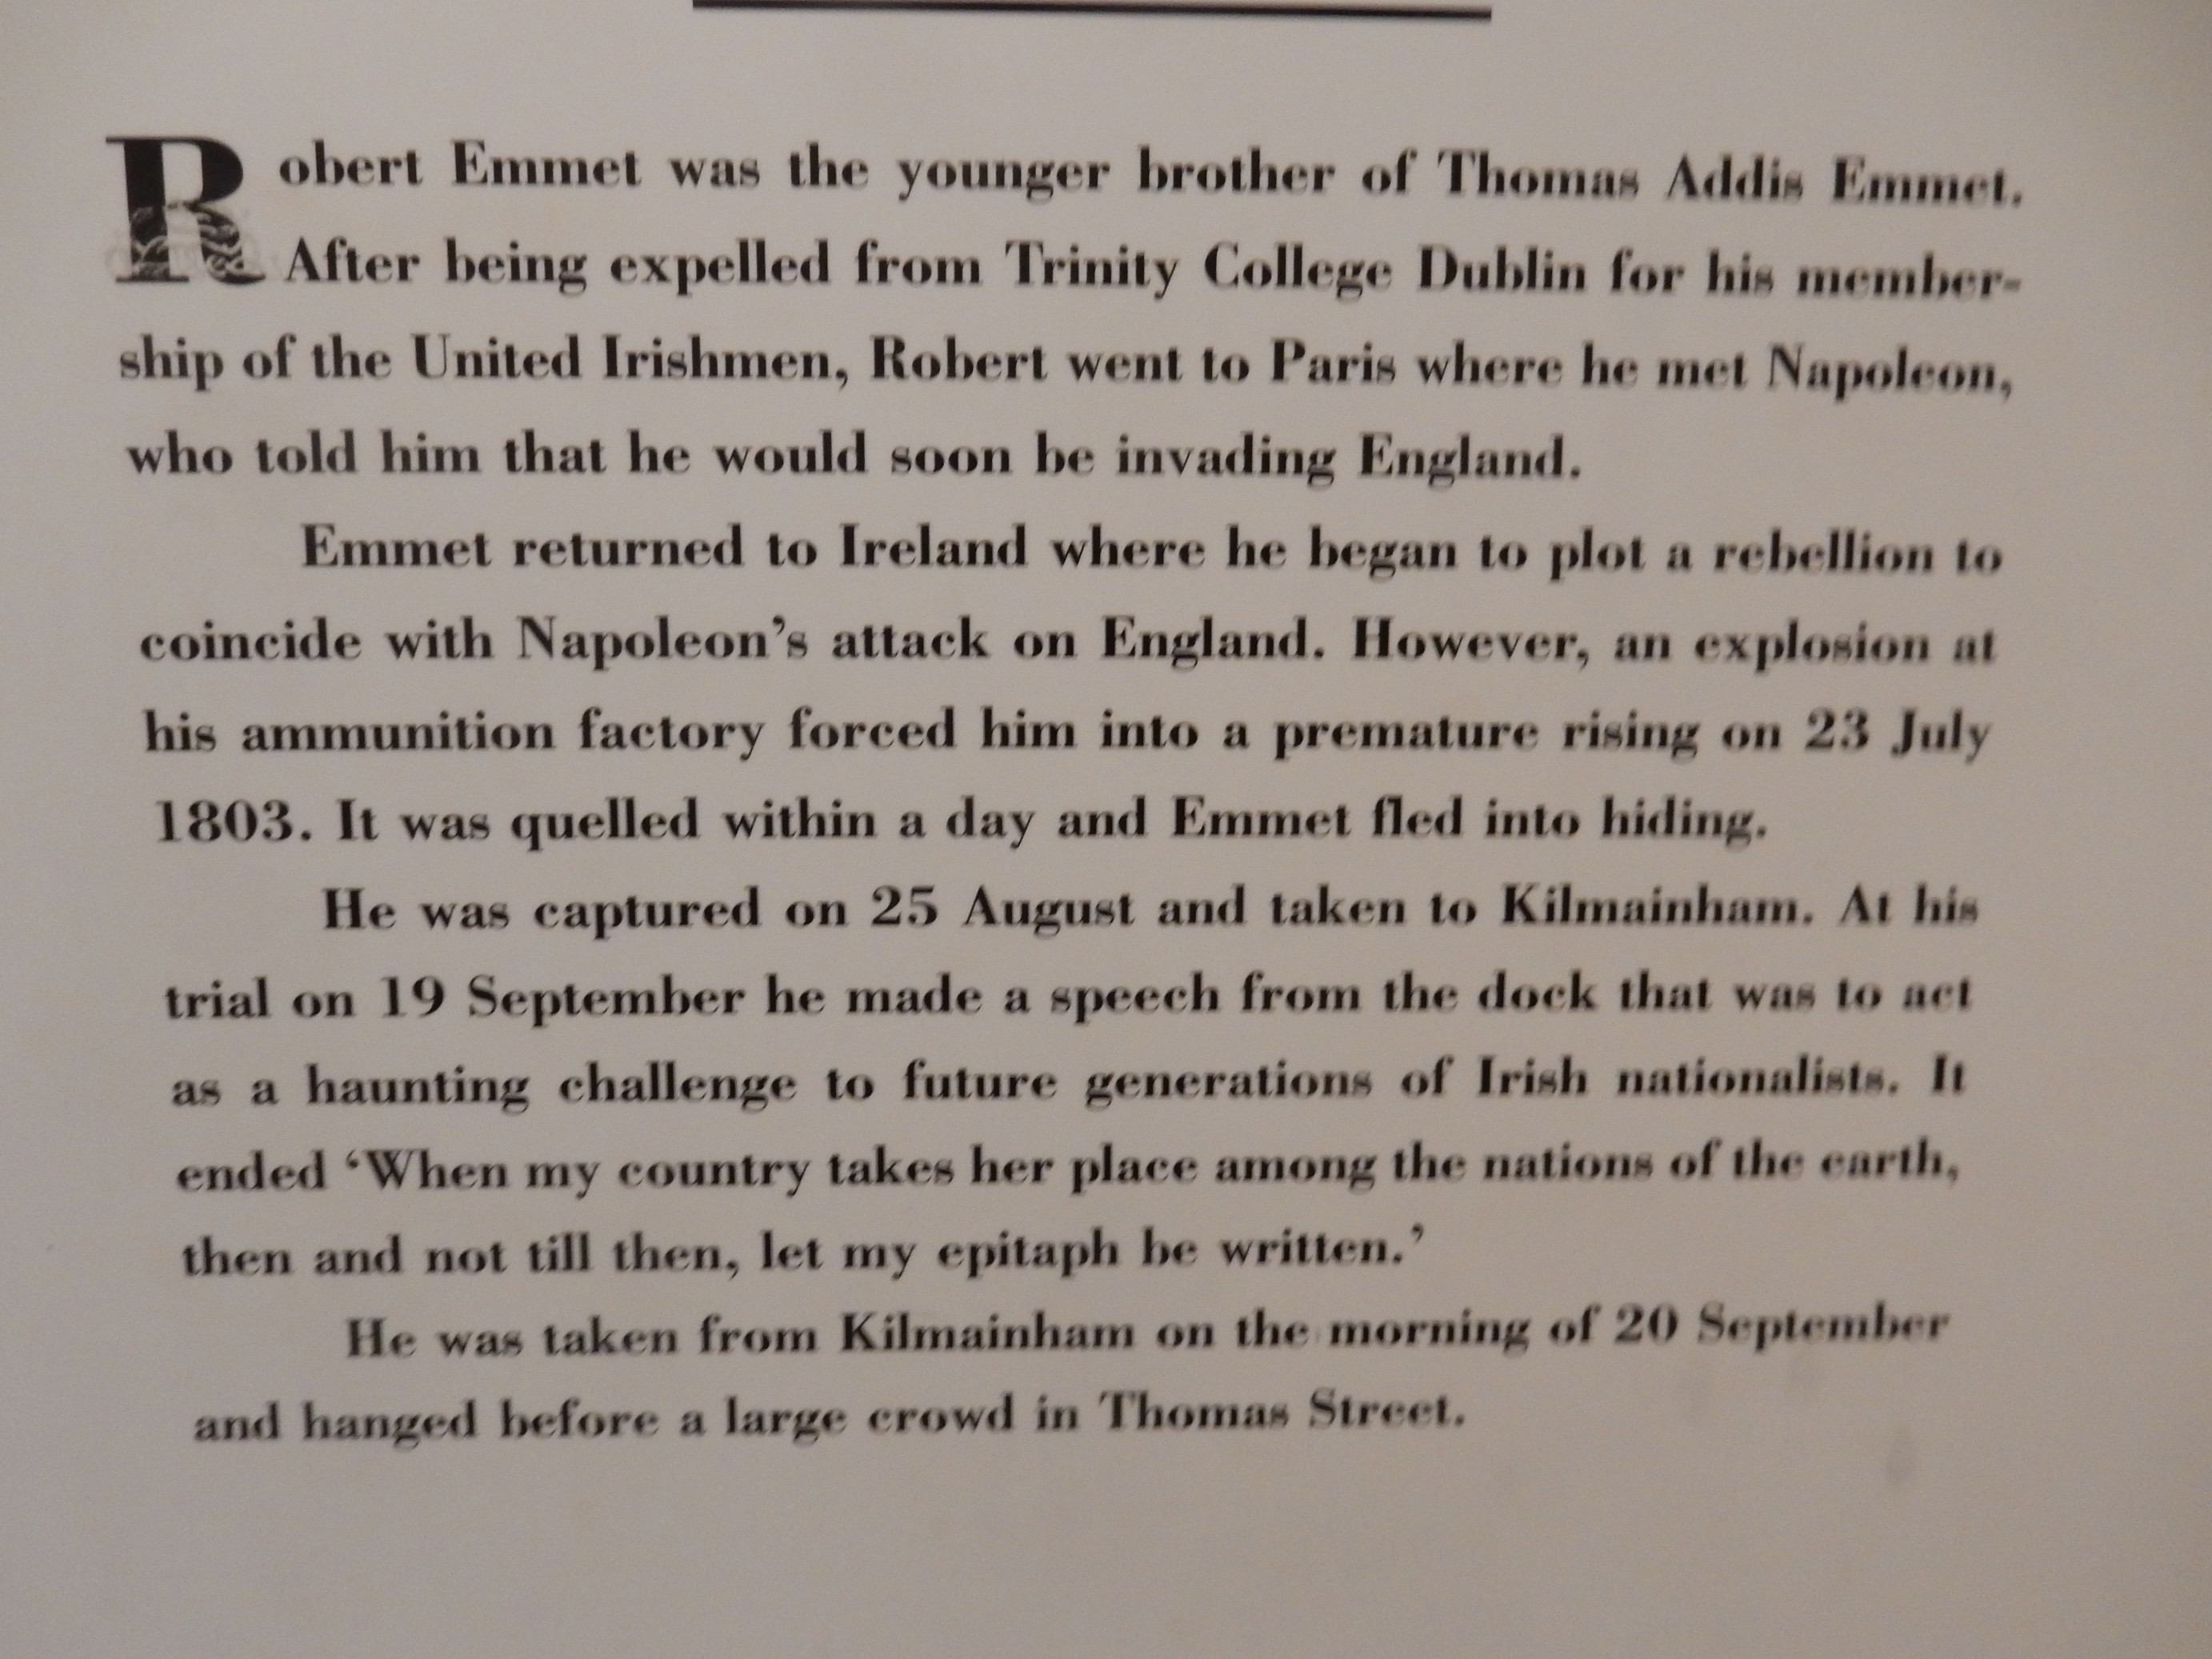 Robert Emmet was the younger brother of Thomas Addis Emmet.
After being expelled from Trinity College Dublin for his member-
ship of the United Irishmen, Robert went to Paris where he met Napoleon,
who told him that he would soon be invading England.
Emmet returned to Ireland where he began to plot a rebellion to
coincide with Napoleon's attack on England. However, an explosion at
his ammunition factory forced him into a premature rising on 23 July
1803. It was quelled within a day and Emmet fled into hiding.
He was captured on 25 August and taken to Kilmainham. At his
trial on 19 September he made a speech from the dock that was to act
as a haunting challenge to future generations of Irish nationalists. It
ended ‘When my country takes her place among the nations of the earth,
then and not till then, let my epitaph be written.’
He was taken from Kilmainham on the morning of 20 September
and hanged before a large crowd in Thomas Street.